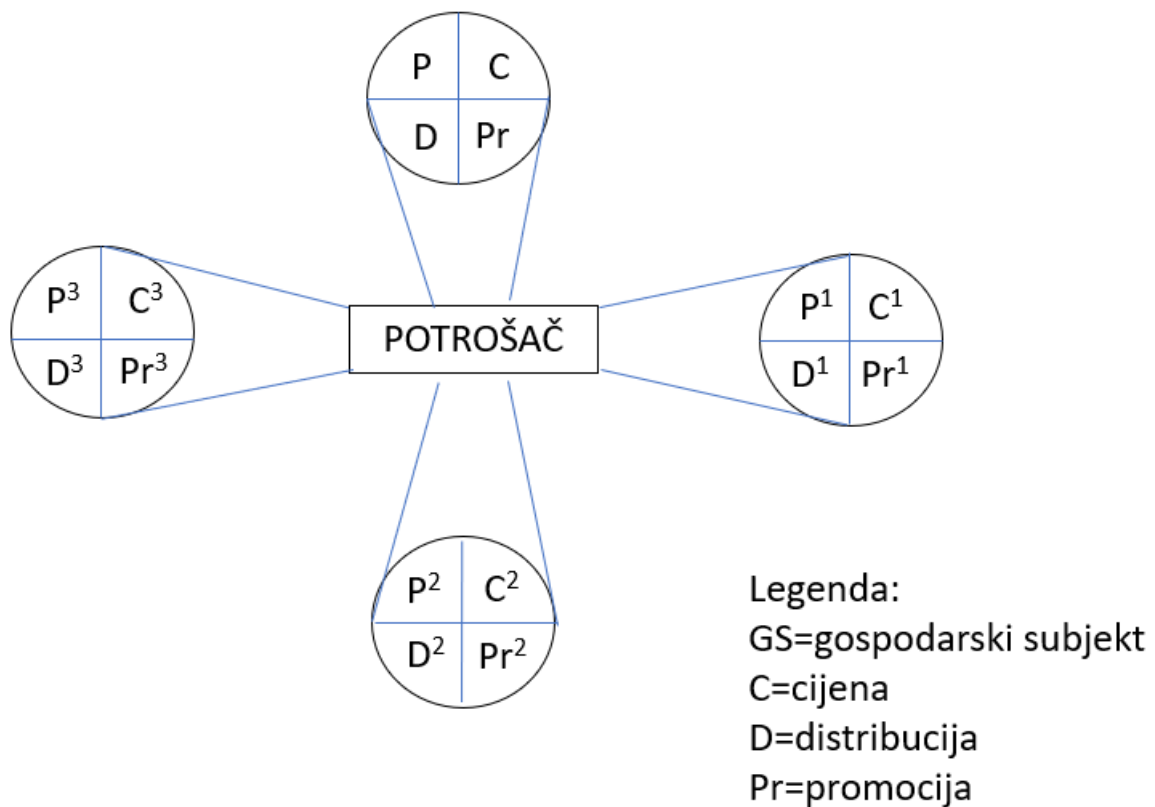 P C
D Pr
P³ C³
D³ Pr³
POTROŠAČ
P¹ C¹
D¹ Pr¹
P² C²
D² Pr²
Legenda:
GS=gospodarski subjekt
C=cijena
D=distribucija
Pr=promocija